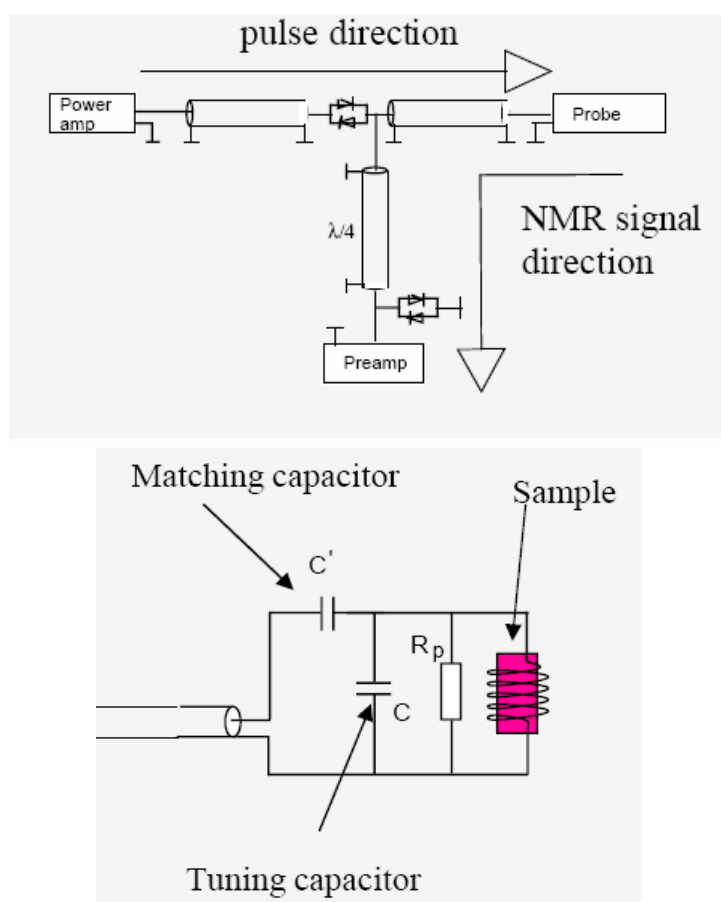 pulse direction
Power
amp
Probe
λ/4
NMR signal
direction
Preamp
Matching capacitor
Sample
C'
Rp
C
Tuning capacitor